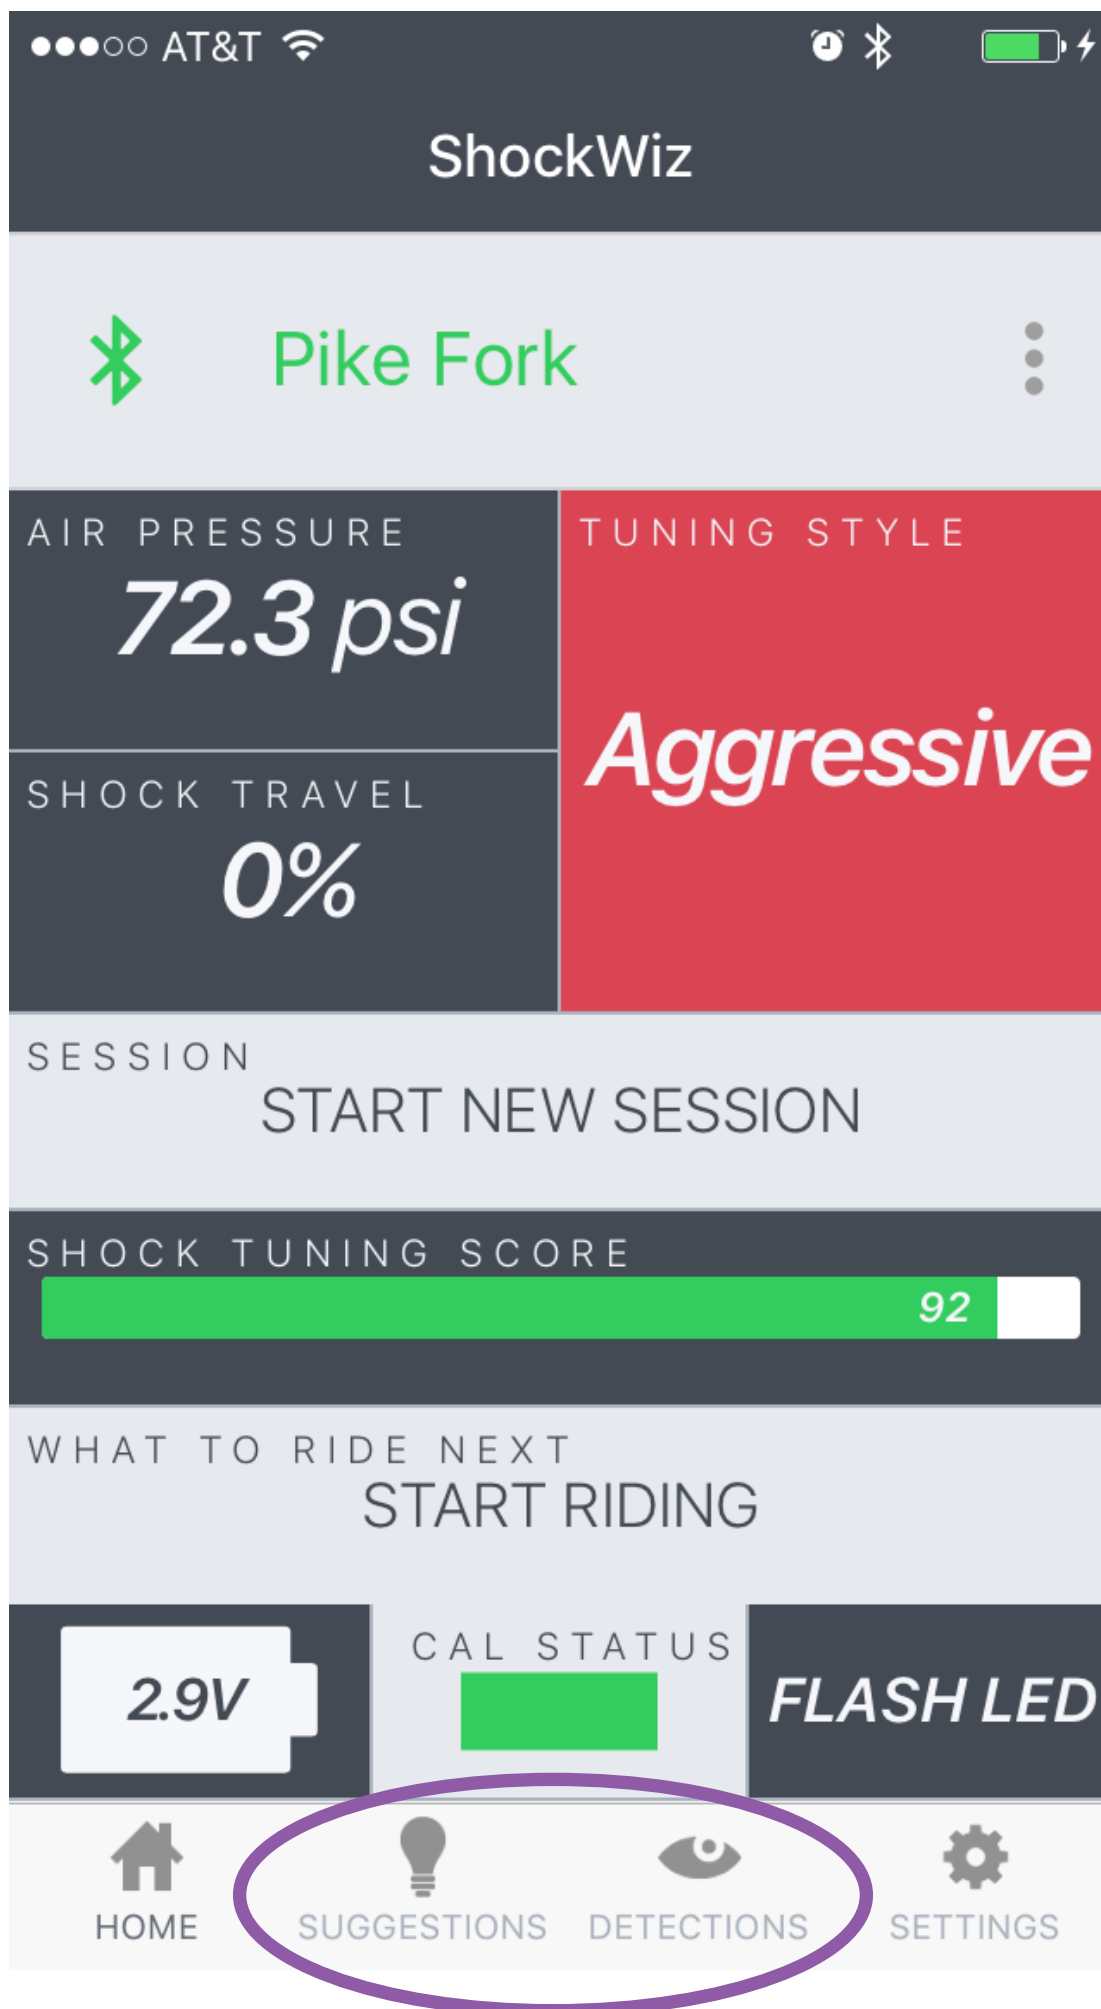 AT&T
ShockWiz
Pike Fork
AIR PRESSURE
72.3 psi
TUNING STYLE
Aggressive
SHOCK TRAVEL
0%
SESSION
START NEW SESSION
SHOCK TUNING SCORE
92
WHAT TO RIDE NEXT
START RIDING
2.9V
CAL STATUS
FLASH LED
HOME SUGGESTIONS DETECTIONS SETTINGS